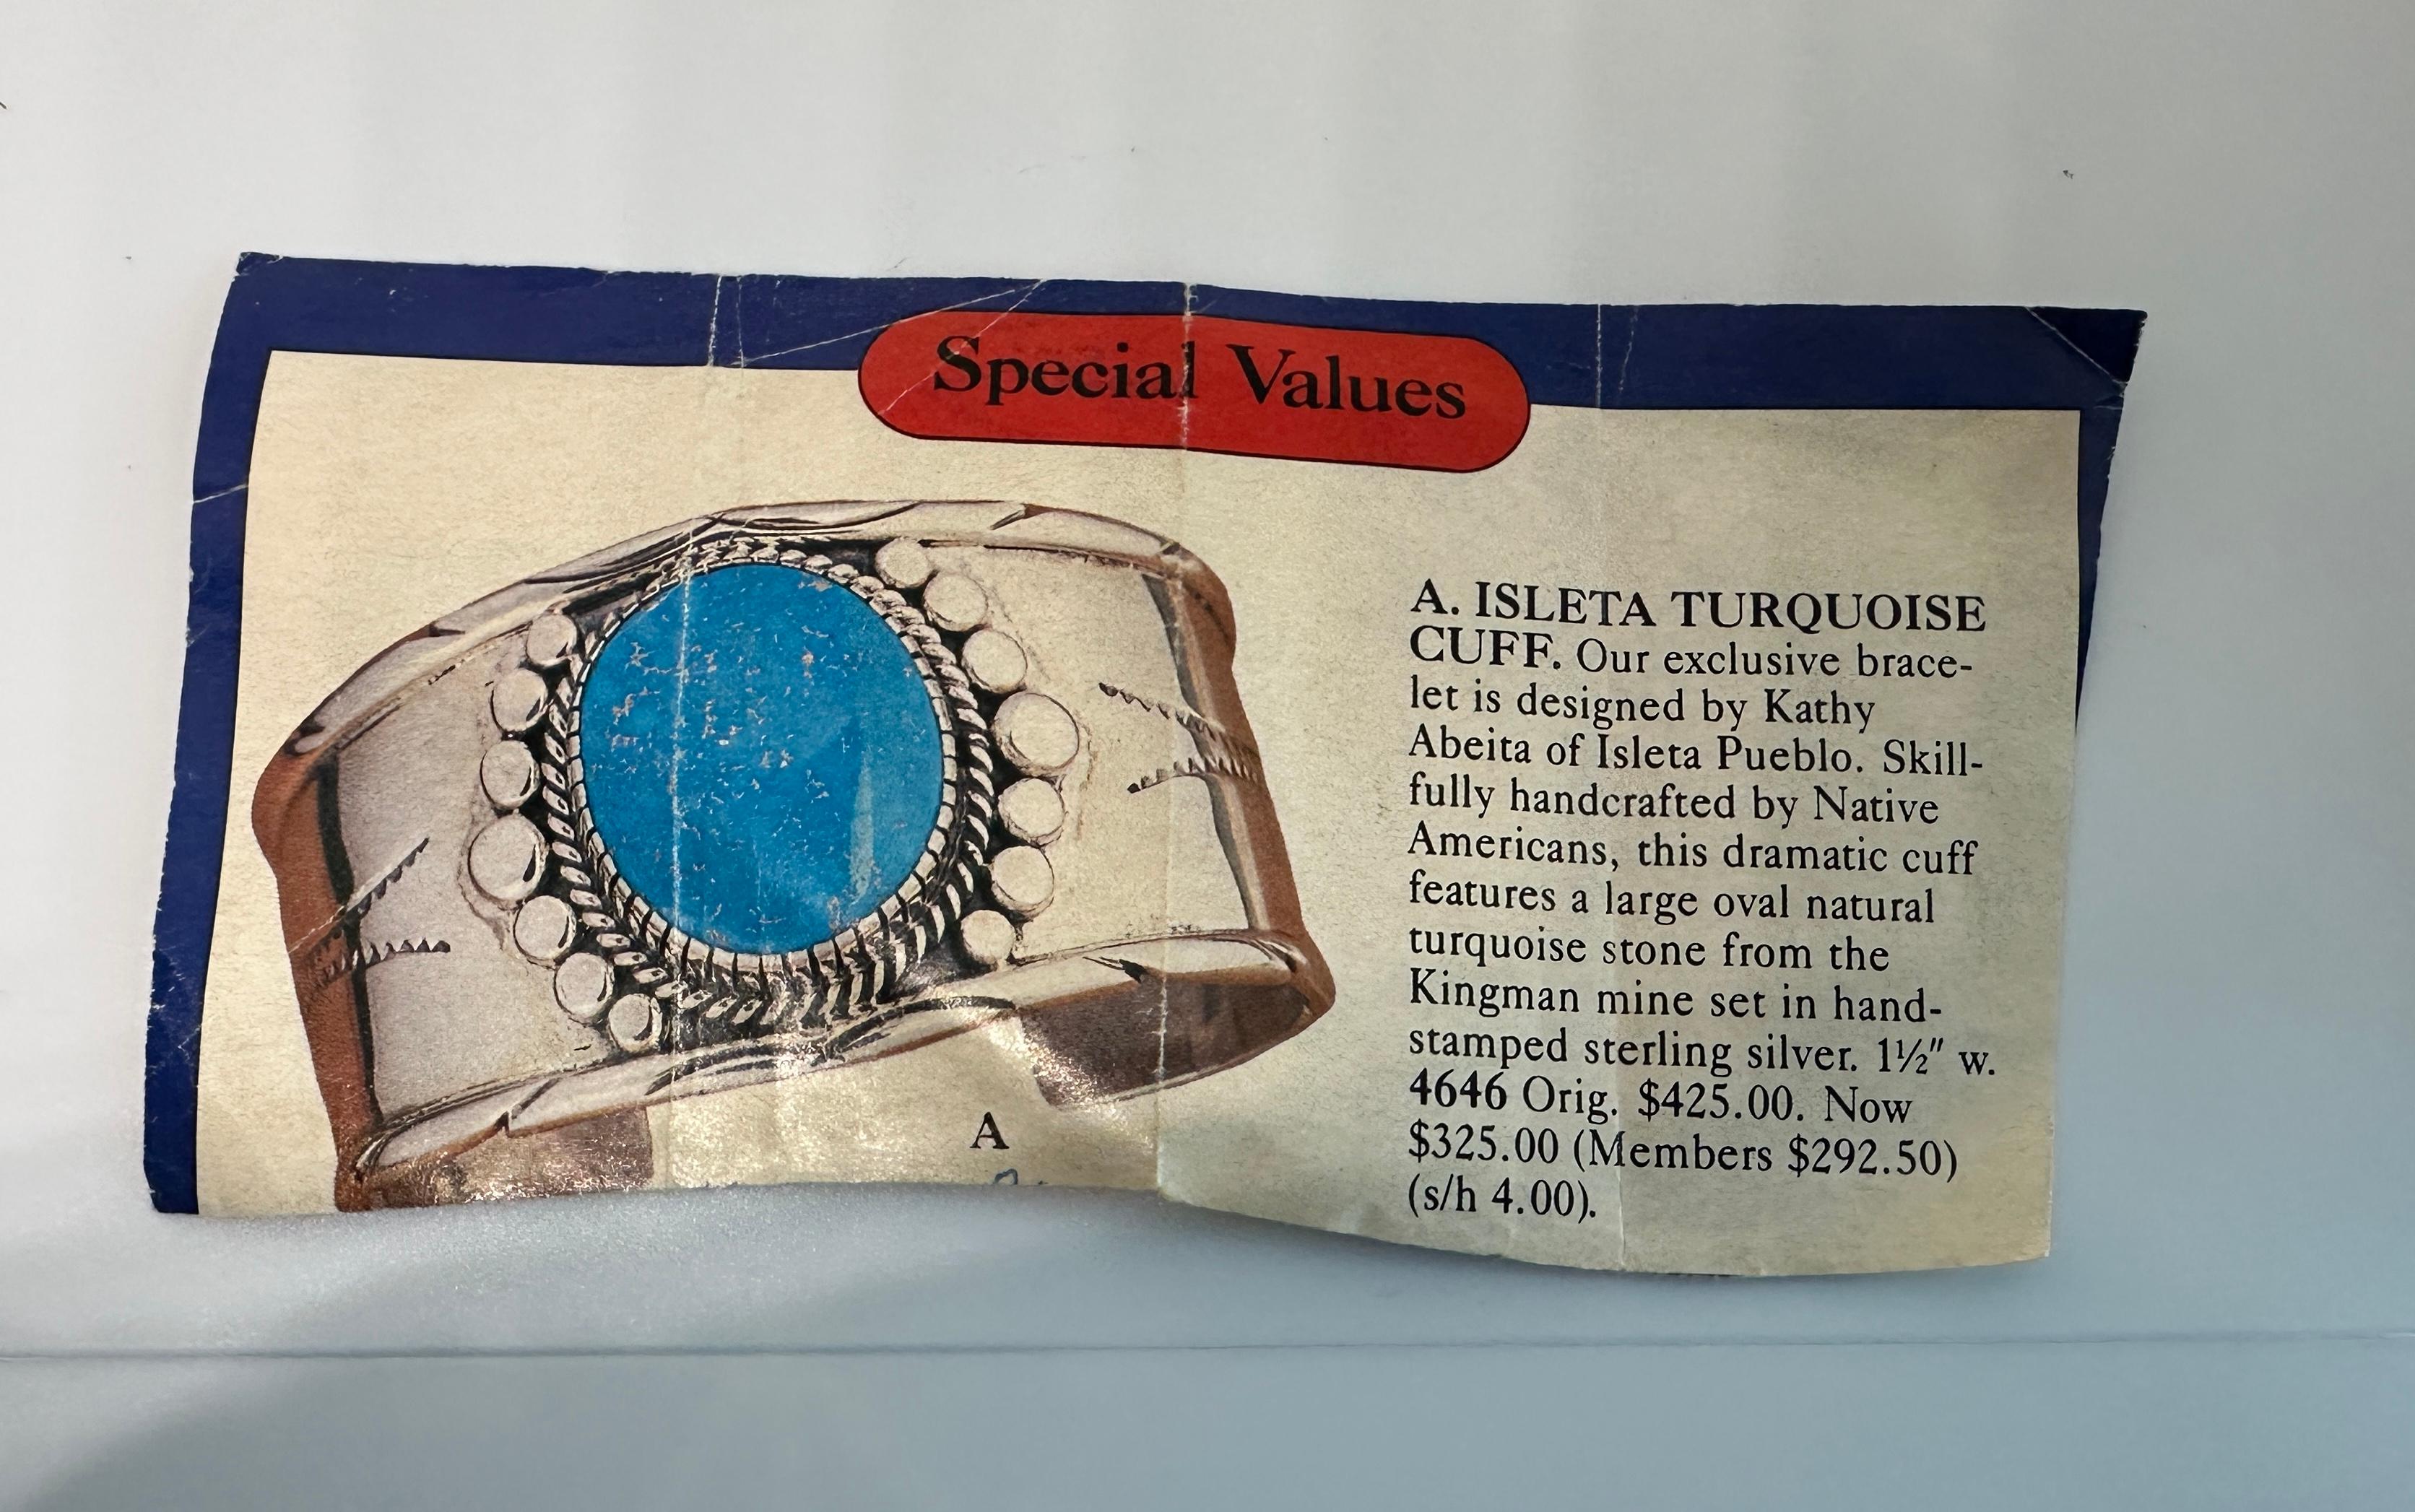 Special Values
A. ISLETA TURQUOISE
CUFF. Our exclusive brace-
let is designed by Kathy
Abeita of Isleta Pueblo. Skill-
fully handcrafted by Native
Americans, this dramatic cuff
features a large oval natural
turquoise stone from the
Kingman mine set in hand-
stamped sterling silver. 1½" w.
4646 Orig. $425.00. Now
$325.00 (Members $292.50)
(s/h 4.00).
A